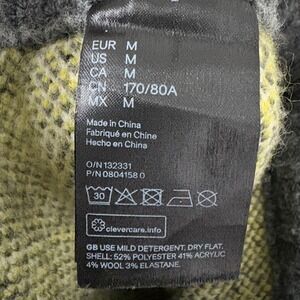 EUR M
US M
CA M
CN 170/80A
MX M
Made in China
Fabriqué en Chine
Hecho en China
O/N 132331
P/N 0804158 0
30
clevercare.info
GB USE MILD DETERGENT, DRY FLAT.
SHELL: 52% POLYESTER 41% ACRYLIC
4% WOOL 3% ELASTANE.